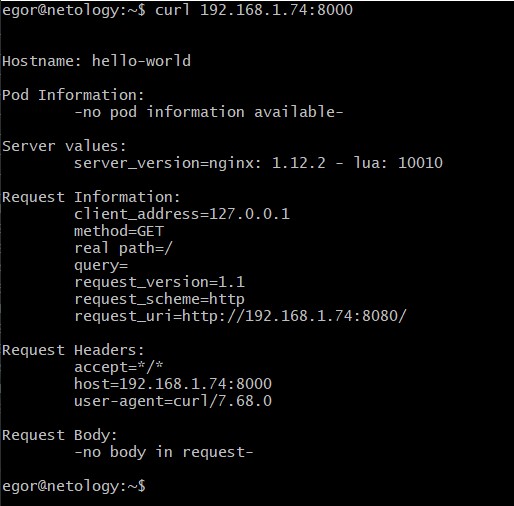 egor@netology:~$ curl 192.168.1.74:8000
Hostname: hello-world
Pod Information:
-no pod information available-
Server values:
server_version=nginx: 1.12.2 - lua: 10010
Request Information:
client_address=127.0.0.1
method=GET
real path=/
query=
request_version=1.1
request_scheme=http
request_uri=http://192.168.1.74:8080/
Request Headers:
accept=*/*
host=192.168.1.74:8000
user-agent=curl/7.68.0
Request Body:
-no body in request-
egor@netology:~$